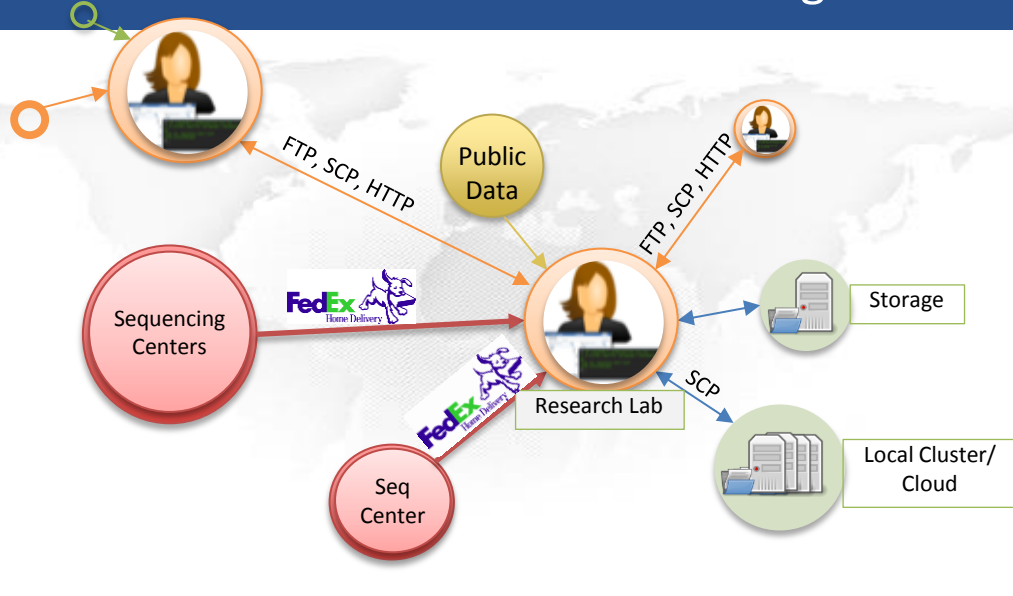 FTP, SCP, HTTP
Public
Data
FTP, SCP, HTTP
Sequencing
Centers
FedEx
Home Delivery
Storage
FedEx
Home Delivery
Research Lab
SCP
Seq
Center
Local Cluster/
Cloud